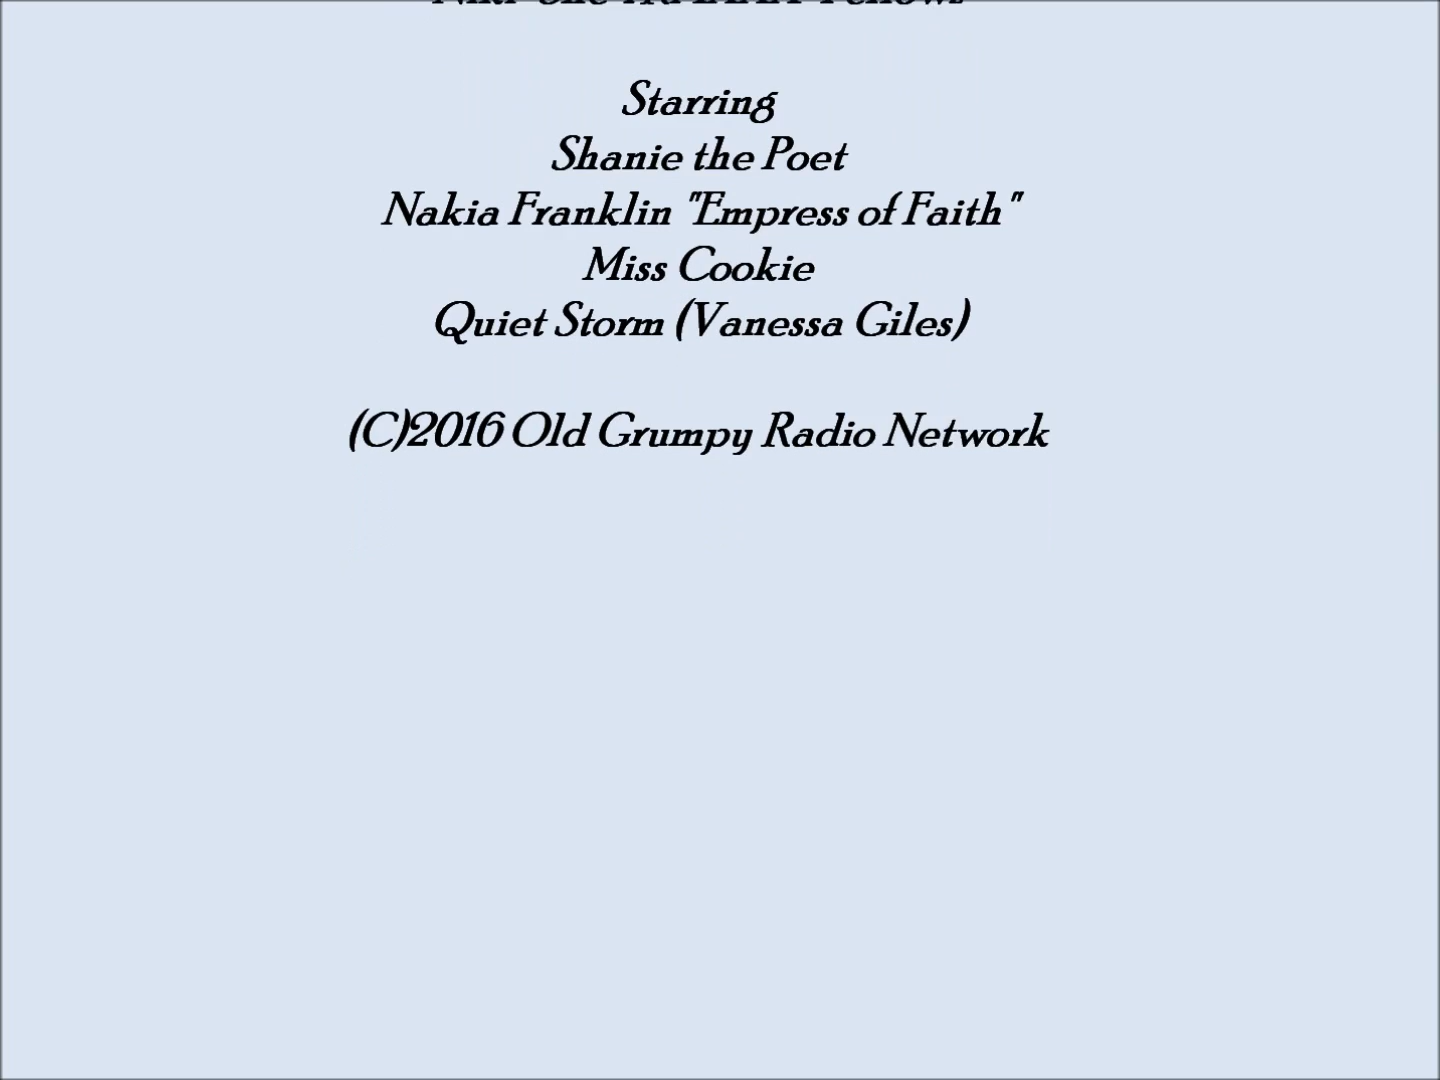 Starring
Shanie the Poet
Nakia Franklin "Empress of Faith"
Miss Cookie
Quiet Storm (Vanessa Giles)
(C)2016 Old Grumpy Radio Network